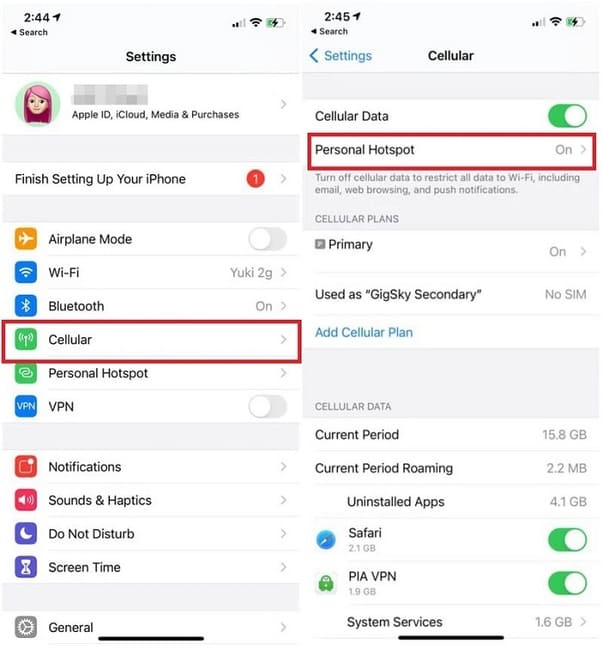 2:44
◀ Search
Settings
Apple ID, iCloud, Media & Purchases
Finish Setting Up Your iPhone 1
Airplane Mode
Wi-Fi Yuki 2g
Bluetooth On
Cellular
Personal Hotspot
VPN VPN
Notifications
Sounds & Haptics
Do Not Disturb
Screen Time
General
2:45
◀ Search
Settings Cellular
Cellular Data
Personal Hotspot On
Turn off cellular data to restrict all data to Wi-Fi, including
email, web browsing, and push notifications.
CELLULAR PLANS
P Primary On
Used as “GigSky Secondary” No SIM
Add Cellular Plan
CELLULAR DATA
Current Period 15.8 GB
Current Period Roaming 2.2 MB
Uninstalled Apps 4.1 GB
Safari
2.1 GB
PIA VPN
1.9 GB
System Services 1.6 GB